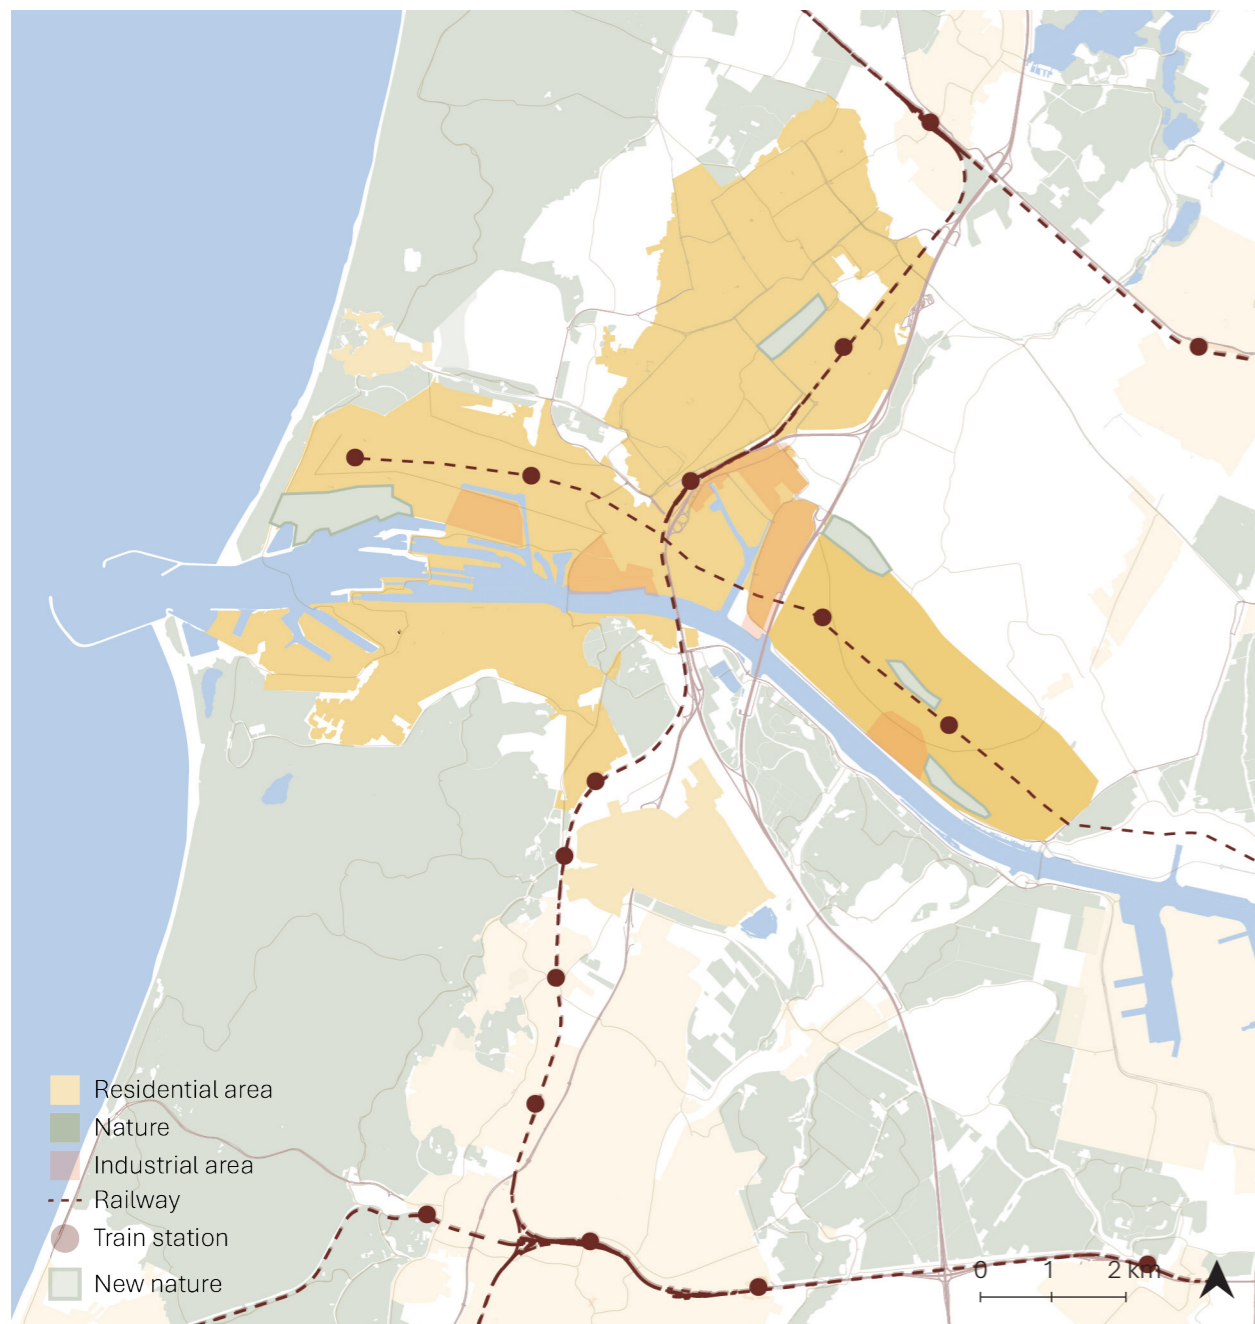 Residential area
Nature
Industrial area
Railway
Train station
New nature
0 1 2 km